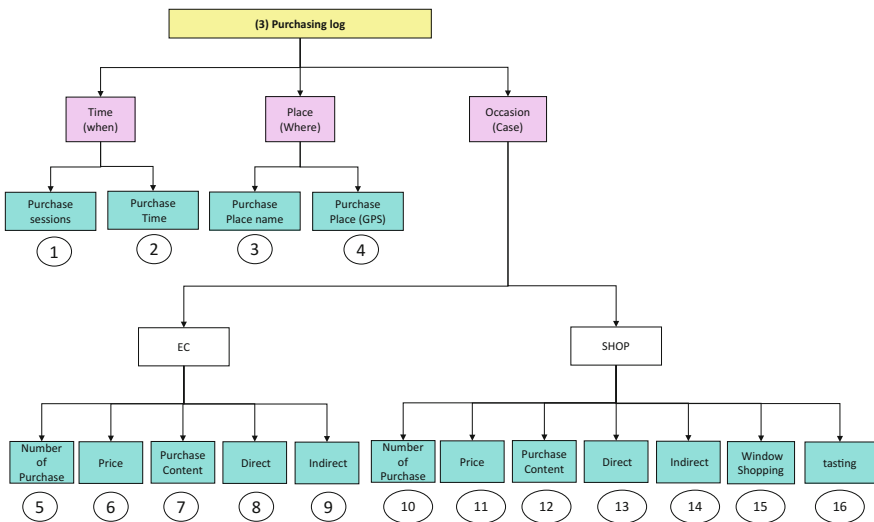 (3) Purchasing log
Time
(when)
Place
(Where)
Occasion
(Case)
Purchase
sessions
Purchase
Time
Purchase
Place name
Purchase
Place (GPS)
1
2
3
4
EC
SHOP
Number
of
Purchase
Price
Purchase
Content
Direct
Indirect
Number
of
Purchase
Price
Purchase
Content
Direct
Indirect
Window
Shopping
tasting
5
6
7
8
9
10
11
12
13
14
15
16